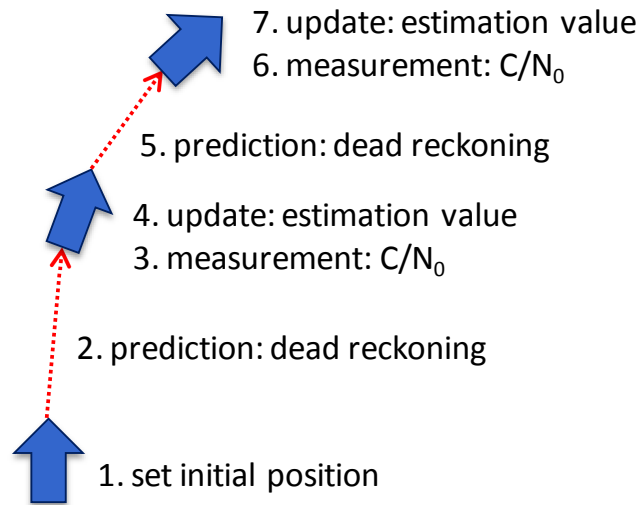 7. update: estimation value
6. measurement: C/N₀
5. prediction: dead reckoning
4. update: estimation value
3. measurement: C/N₀
2. prediction: dead reckoning
1. set initial position